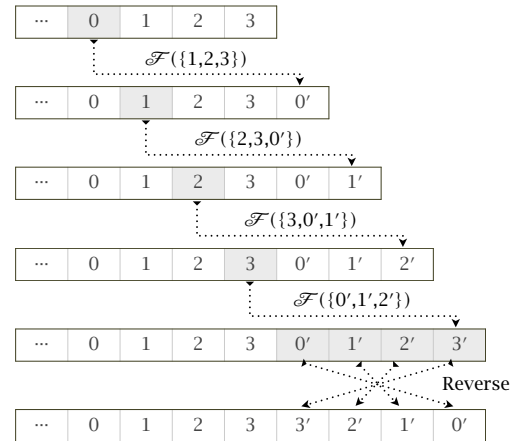 ... 0 1 2 3
ℱ({1,2,3})
... 0 1 2 3 0′
ℱ({2,3,0′})
... 0 1 2 3 0′ 1′
ℱ({3,0′,1′})
... 0 1 2 3 0′ 1′ 2′
ℱ({0′,1′,2′})
... 0 1 2 3 0′ 1′ 2′ 3′
Reverse
... 0 1 2 3 3′ 2′ 1′ 0′